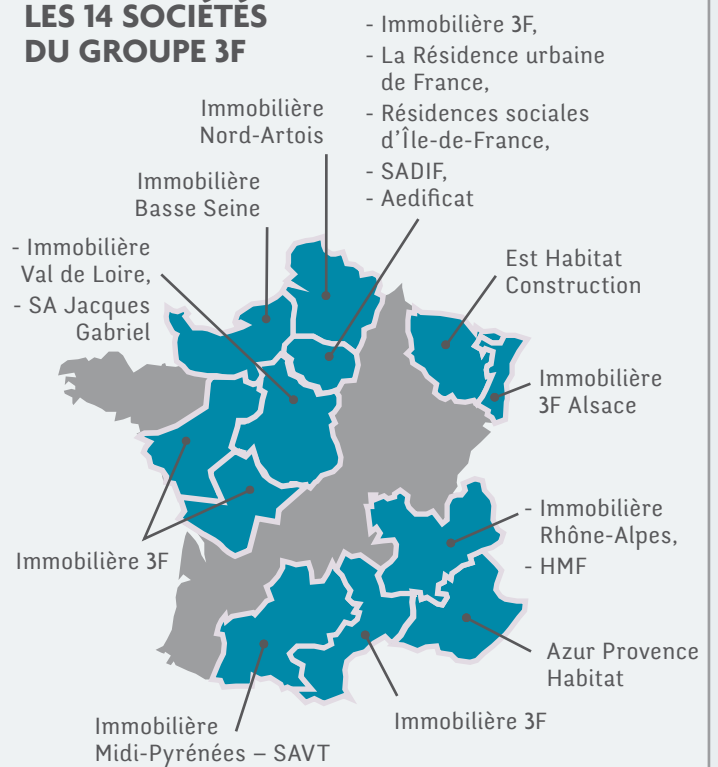 LES 14 SOCIÉTÉS
DU GROUPE 3F
- Immobilière 3F,
- La Résidence urbaine
de France,
- Résidences sociales
d’Île-de-France,
- SADIF,
- Aedificat
Immobilière
Nord-Artois
Immobilière
Basse Seine
- Immobilière
Val de Loire,
- SA Jacques
Gabriel
Est Habitat
Construction
Immobilière
3F Alsace
- Immobilière
Rhône-Alpes,
- HMF
Immobilière 3F
Azur Provence
Habitat
Immobilière 3F
Immobilière
Midi-Pyrénées – SAVT